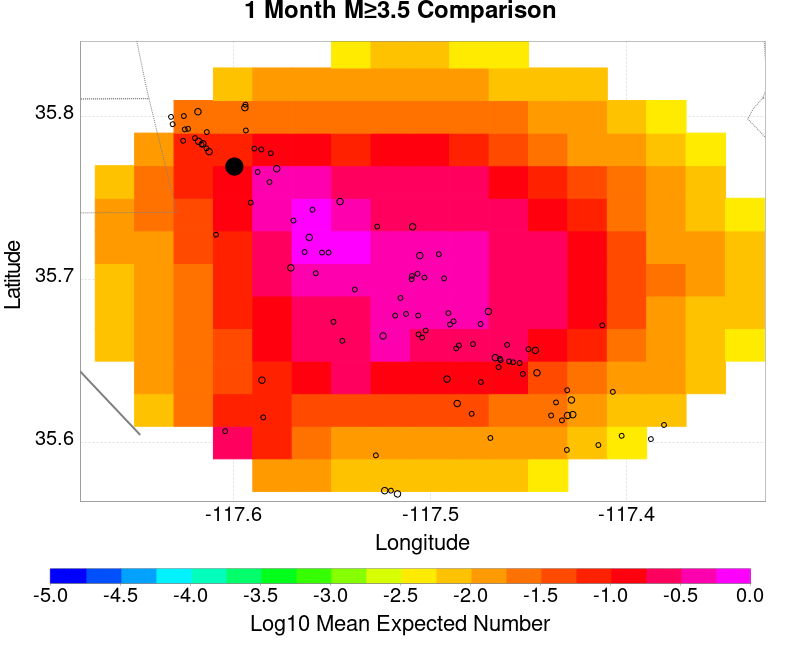 1 Month M≥3.5 Comparison
35.8
35.7
35.6
Latitude
-117.6 -117.5 -117.4
Longitude
-5.0 -4.5 -4.0 -3.5 -3.0 -2.5 -2.0 -1.5 -1.0 -0.5 0.0
Log10 Mean Expected Number